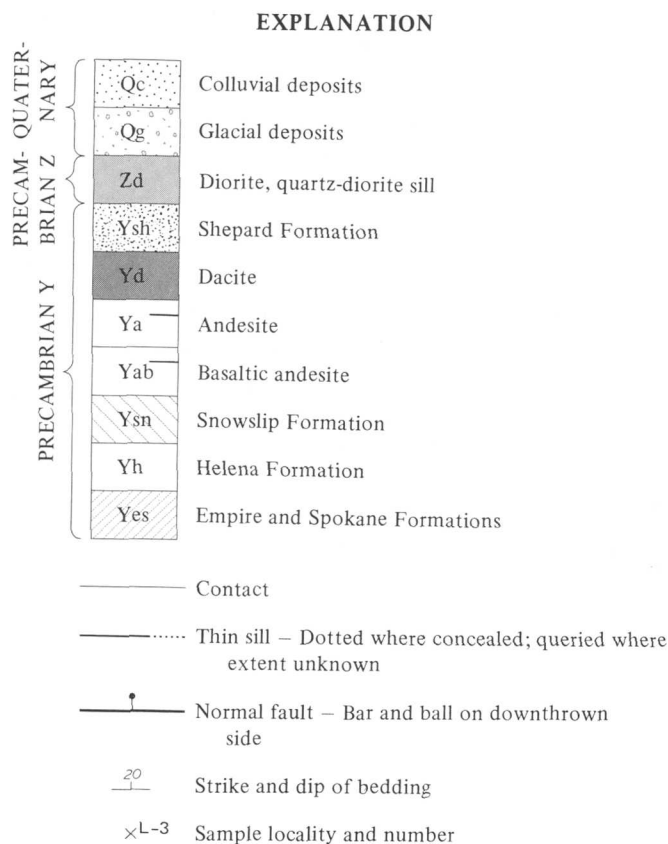 EXPLANATION
QUATER-
NARY
PRECAM-
BRIAN Z
PRECAMBRIAN Y
Qc Colluvial deposits
Qg Glacial deposits
Zd Diorite, quartz-diorite sill
Ysh Shepard Formation
Yd Dacite
Ya Andesite
Yab Basaltic andesite
Ysn Snowslip Formation
Yh Helena Formation
Yes Empire and Spokane Formations
Contact
Thin sill – Dotted where concealed; queried where
extent unknown
Normal fault – Bar and ball on downthrown
side
20 Strike and dip of bedding
×L-3 Sample locality and number